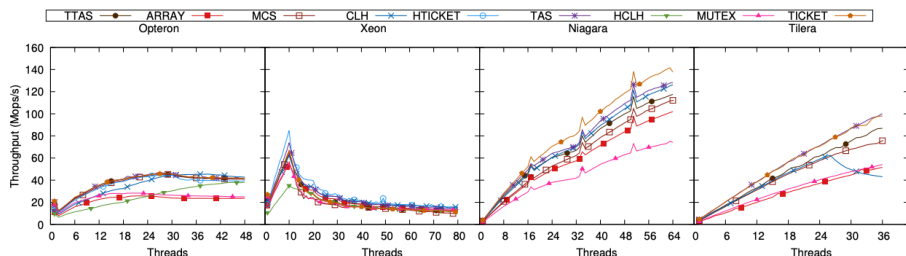 TTAS ARRAY MCS CLH HTICKET TAS HCLH MUTEX TICKET
Opteron Xeon Niagara Tilera
Throughput (Mops/s)
160
140
120
100
80
60
40
20
0
0 6 12 18 24 30 36 42 48
0 10 20 30 40 50 60 70 80
0 8 16 24 32 40 48 56 64
0 6 12 18 24 30 36
Threads Threads Threads Threads